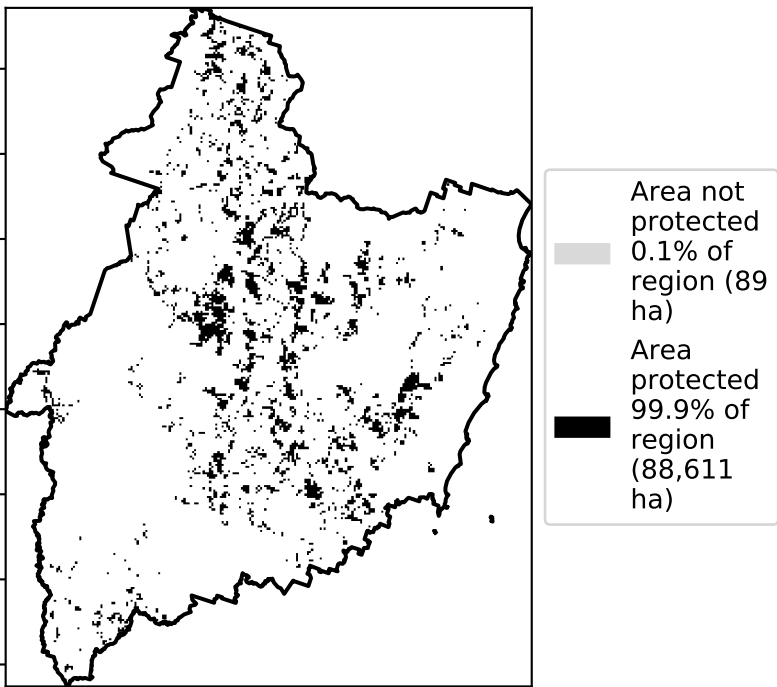 Area not
protected
0.1% of
region (89
ha)
Area
protected
99.9% of
region
(88,611
ha)